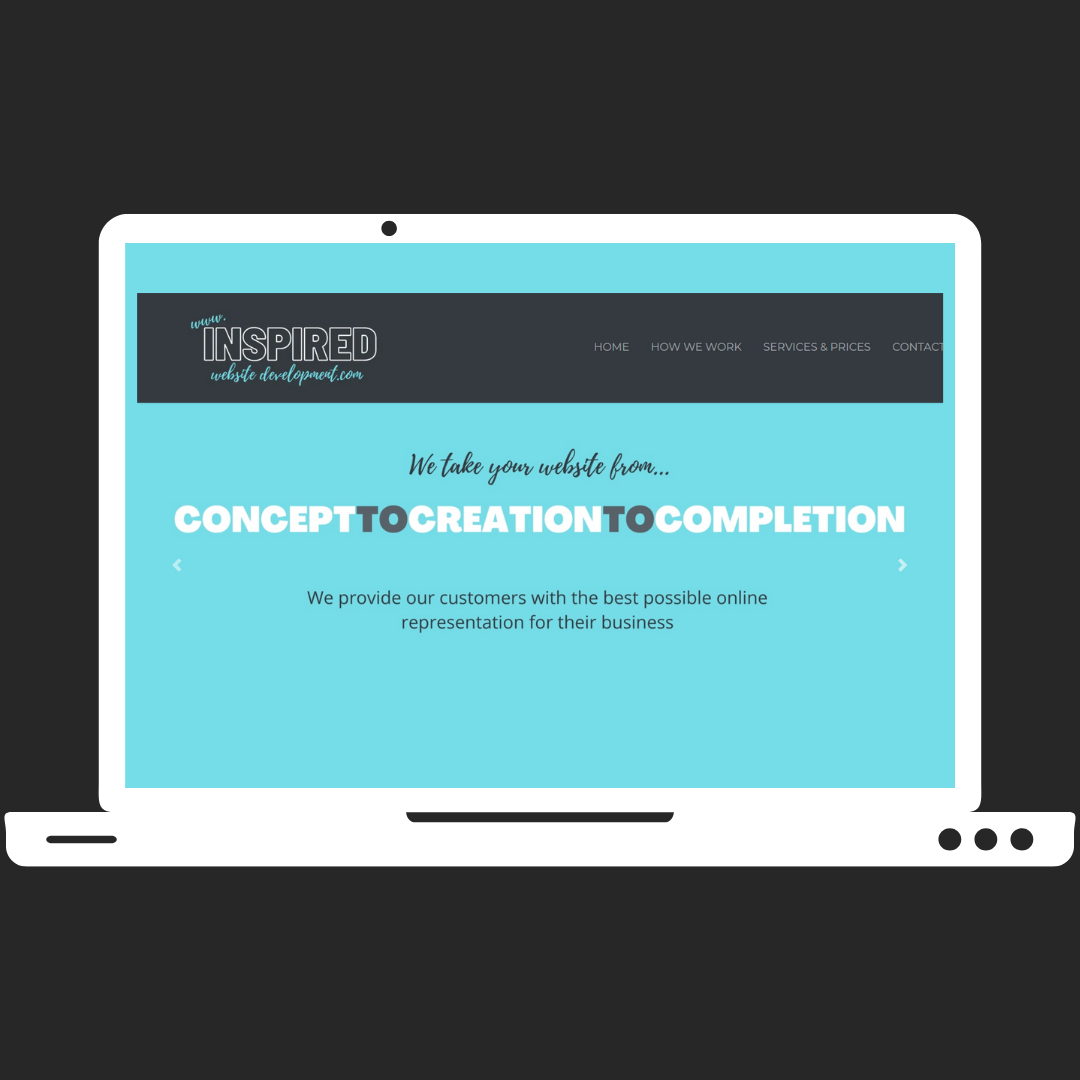 www.
INSPIRED
website development.com
HOME HOW WE WORK SERVICES & PRICES CONTACT
We take your website from...
CONCEPTTOCREATIONTOCOMPLETION
We provide our customers with the best possible online
representation for their business